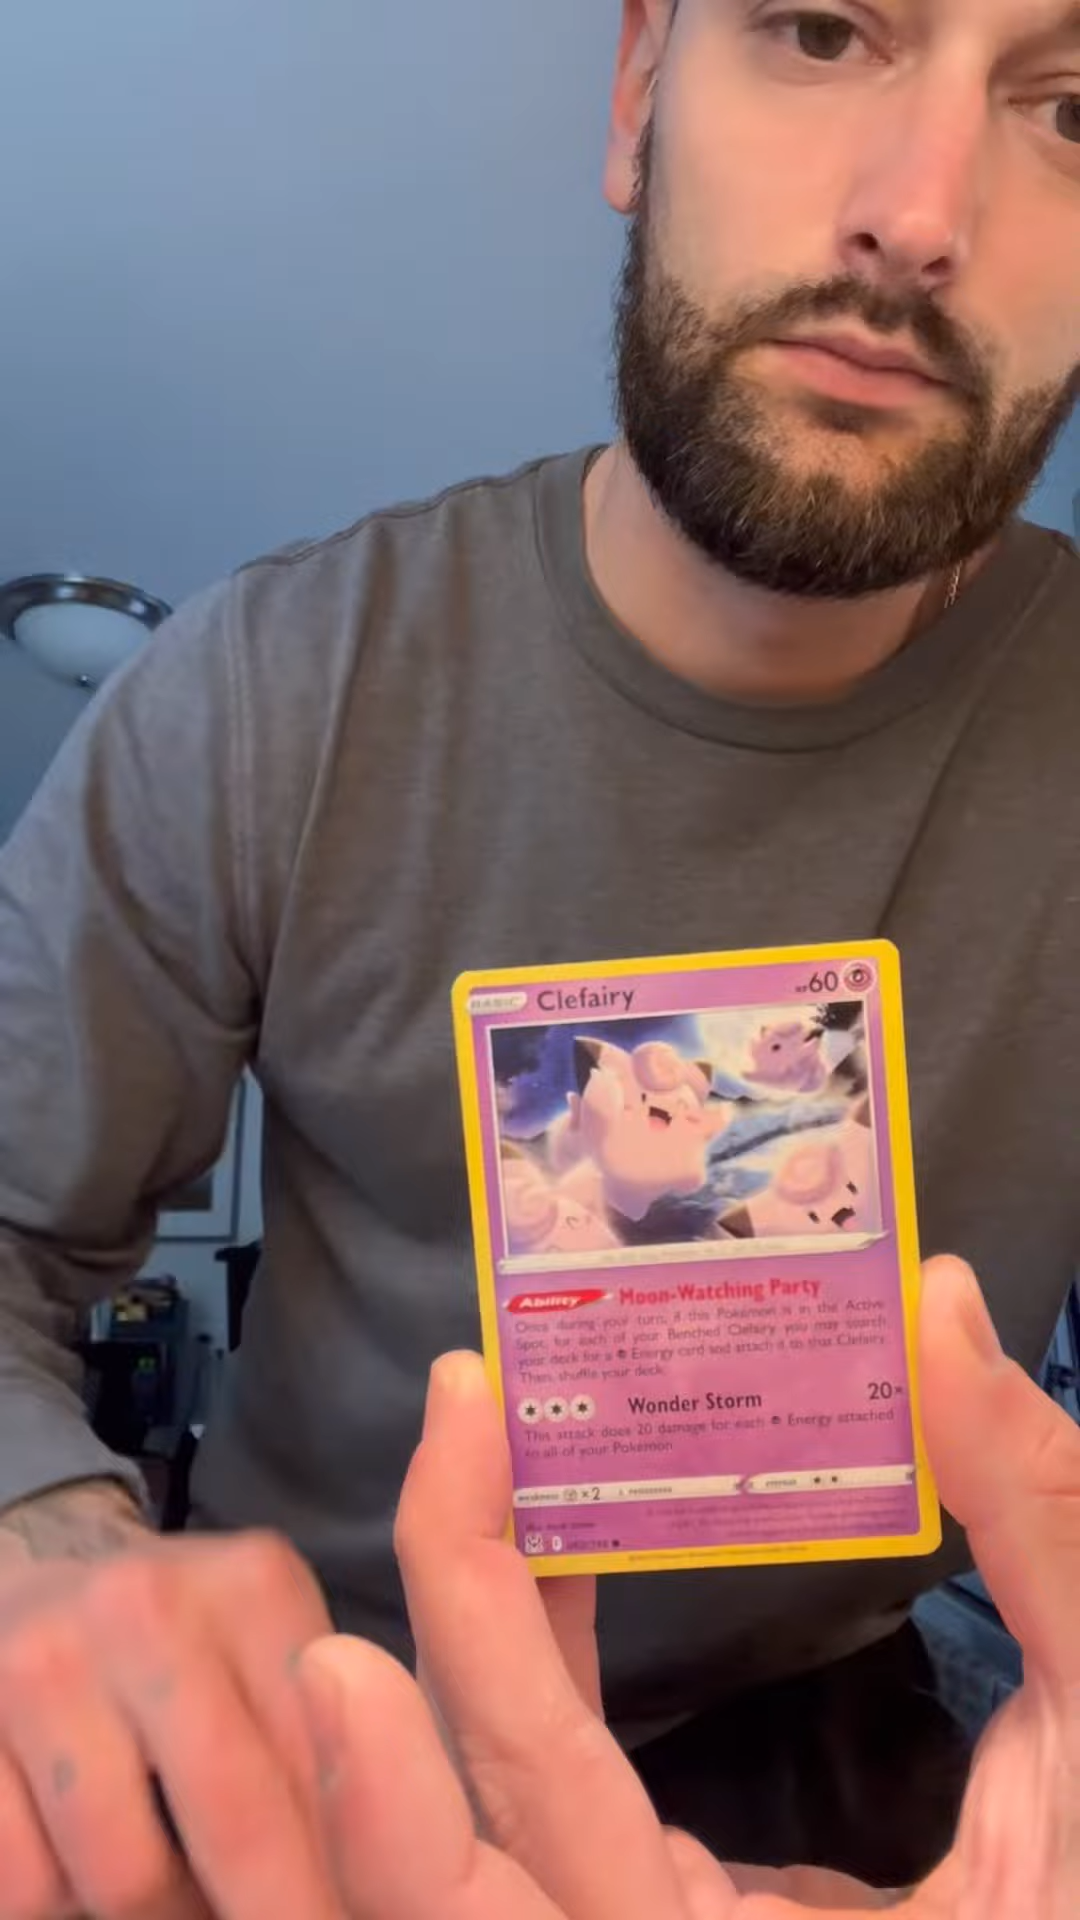 BASIC Clefairy HP60
Ability Moon-Watching Party
Once during your turn, if this Pokémon is in the Active
Spot, for each of your Benched Clefairy, you may search
your deck for a Energy card and attach it to that Clefairy.
Then, shuffle your deck.
Wonder Storm 20×
This attack does 20 damage for each Energy attached
to all of your Pokémon.
weakness ×2 resistance retreat